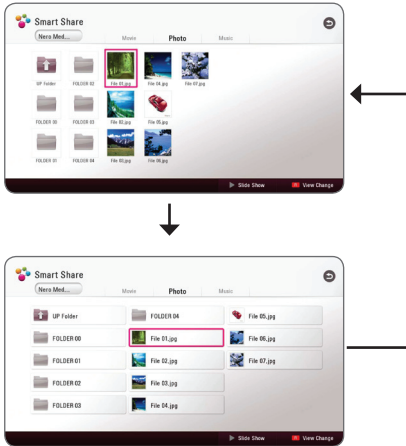 Smart Share
Nero Med...
Movie Photo Music
UP Folder FOLDER 02 File 01.jpg File 04.jpg File 07.jpg
FOLDER 00 FOLDER 03 File 02.jpg File 05.jpg
FOLDER 01 FOLDER 04 File 03.jpg File 06.jpg
Slide Show View Change
Smart Share
Nero Med...
Movie Photo Music
UP Folder FOLDER 04 File 05.jpg
FOLDER 00 File 01.jpg File 06.jpg
FOLDER 01 File 02.jpg File 07.jpg
FOLDER 02 File 03.jpg
FOLDER 03 File 04.jpg
Slide Show View Change